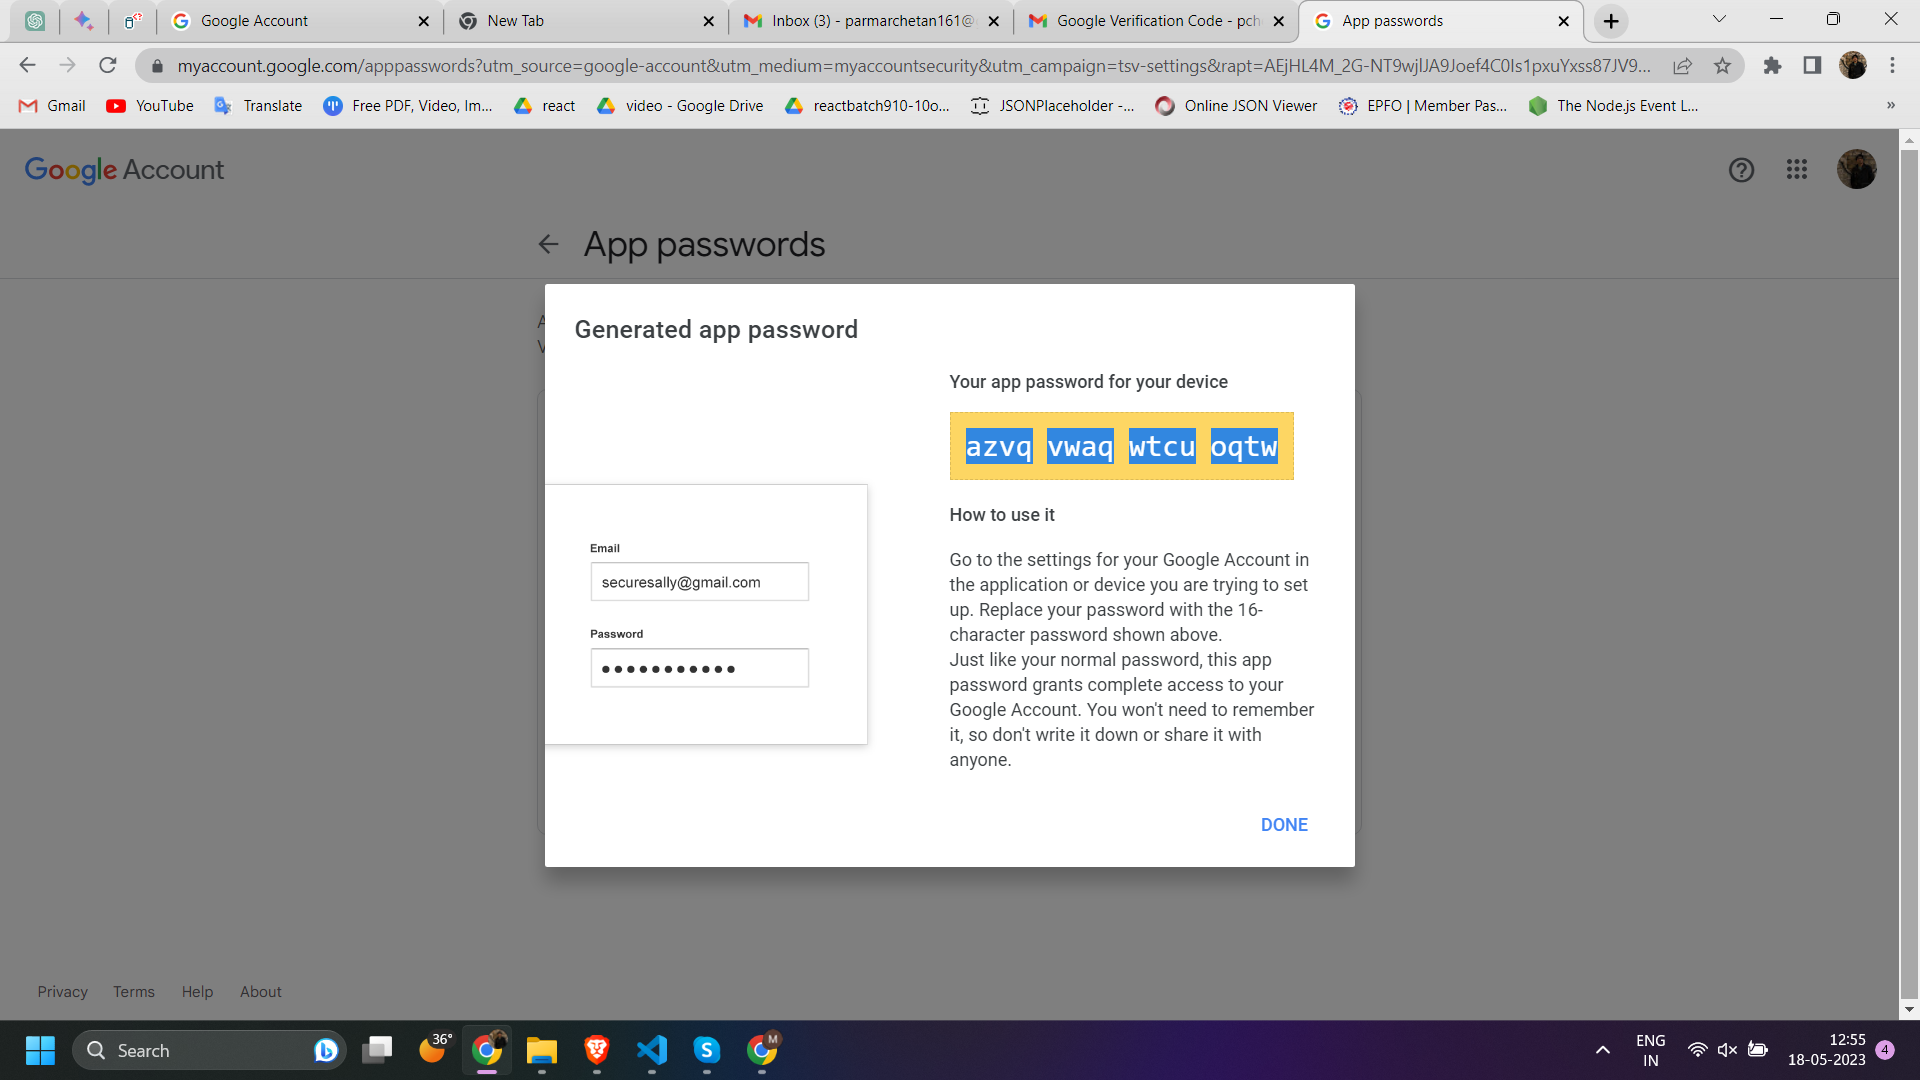 Google Account
New Tab
Inbox (3) - parmarchetan161@
Google Verification Code - pch
App passwords
myaccount.google.com/apppasswords?utm_source=google-account&utm_medium=myaccountsecurity&utm_campaign=tsv-settings&rapt=
Gmail
YouTube
Translate
Free PDF, Video, Im...
react
video - Google Drive
reactbatch910-10o...
JSONPlaceholder -...
Online JSON Viewer
EPFO | Member Pas...
The Node.js Event L...
»
Google Account
App passwords
Generated app password
Your app password for your device
azvq vwaq wtcu oqtw
Email
securesally@gmail.com
Password
How to use it
Go to the settings for your Google Account in
the application or device you are trying to set
up. Replace your password with the 16-
character password shown above.
Just like your normal password, this app
password grants complete access to your
Google Account. You won't need to remember
it, so don't write it down or share it with
anyone.
DONE
Privacy
Terms
Help
About
Search
36°
M
ENG
IN
12:55
18-05-2023
4